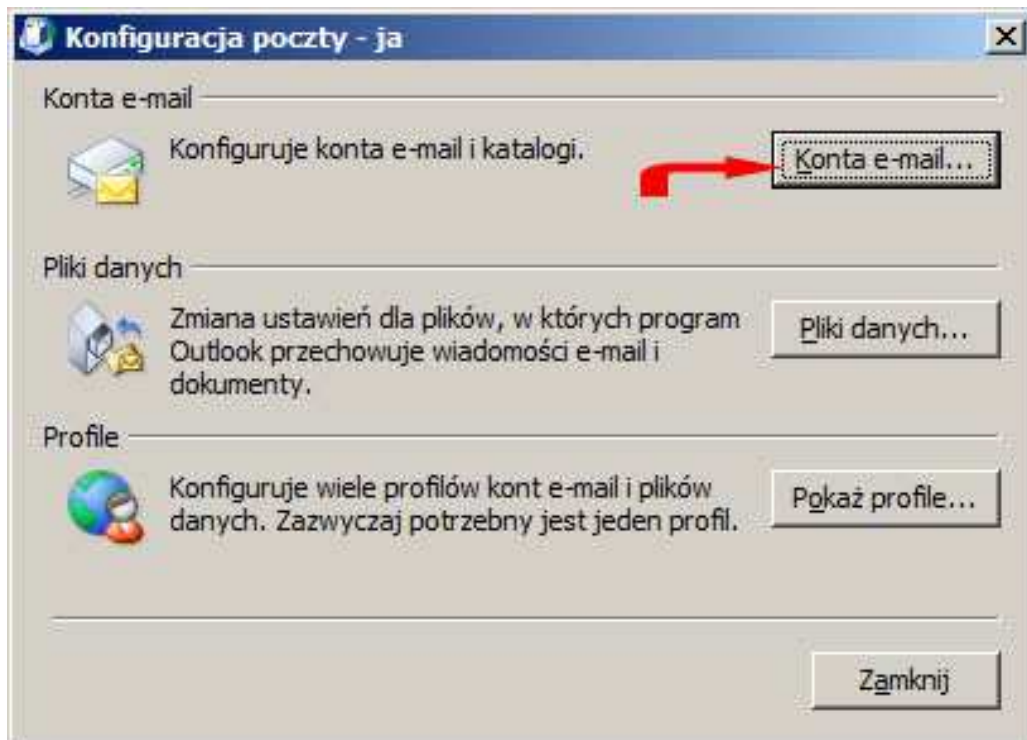 Konfiguracja poczty - ja
Konta e-mail
Konfiguruje konta e-mail i katalogi.
Konta e-mail...
Pliki danych
Zmiana ustawień dla plików, w których program
Outlook przechowuje wiadomości e-mail i
dokumenty.
Pliki danych...
Profile
Konfiguruje wiele profilów kont e-mail i plików
danych. Zazwyczaj potrzebny jest jeden profil.
Pokaż profile...
Zamknij